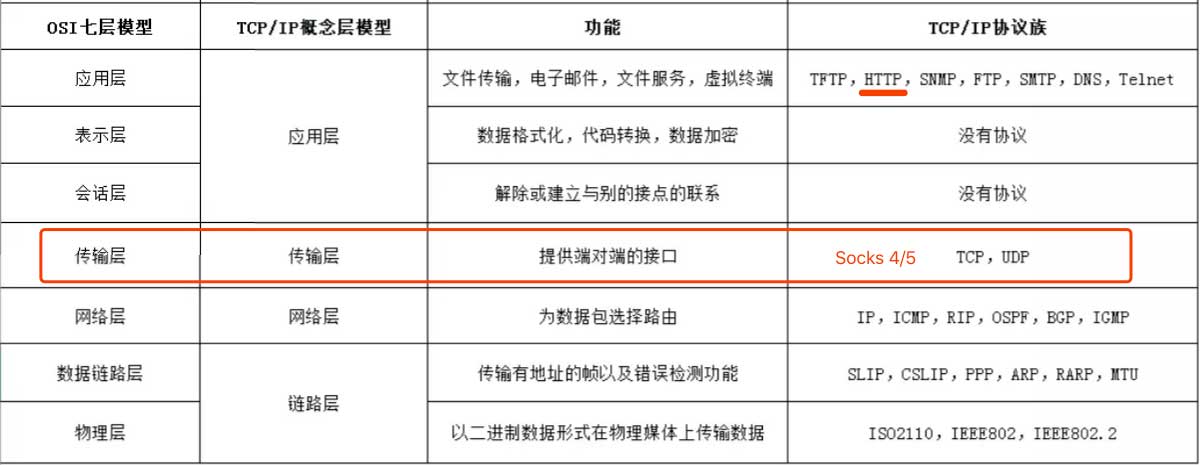 OSI七层模型 TCP/IP概念层模型 功能 TCP/IP协议族
应用层 文件传输，电子邮件，文件服务，虚拟终端 TFTP，HTTP，SNMP，FTP，SMTP，DNS，Telnet
表示层 应用层 数据格式化，代码转换，数据加密 没有协议
会话层 解除或建立与别的接点的联系 没有协议
传输层 传输层 提供端对端的接口 Socks 4/5 TCP，UDP
网络层 网络层 为数据包选择路由 IP，ICMP，RIP，OSPF，BGP，IGMP
数据链路层 传输有地址的帧以及错误检测功能 SLIP，CSLIP，PPP，ARP，RARP，MTU
链路层
物理层 以二进制数据形式在物理媒体上传输数据 ISO2110，IEEE802，IEEE802.2